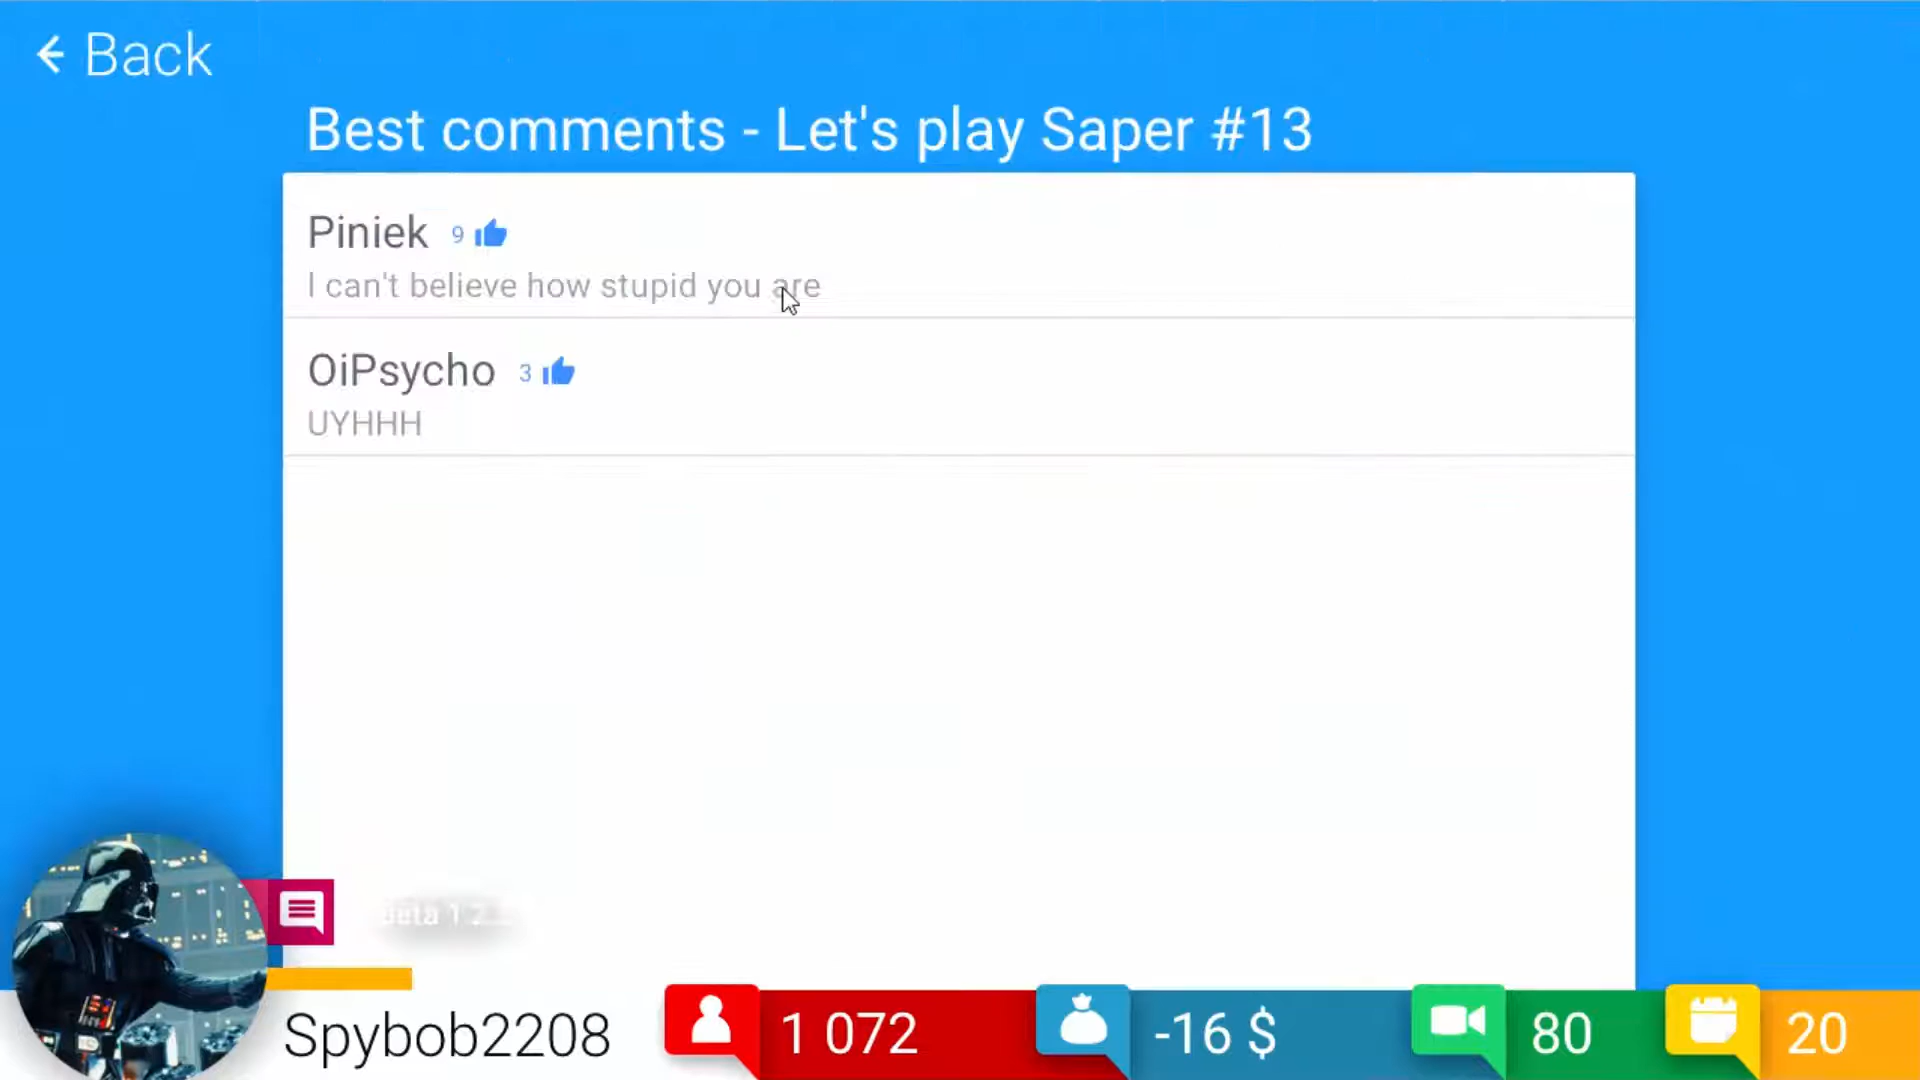 Back
Best comments - Let's play Saper #13
Piniek 9
I can't believe how stupid you are
OiPsycho 3
UYHHH
Spybob2208
1 072
-16 $
80
20